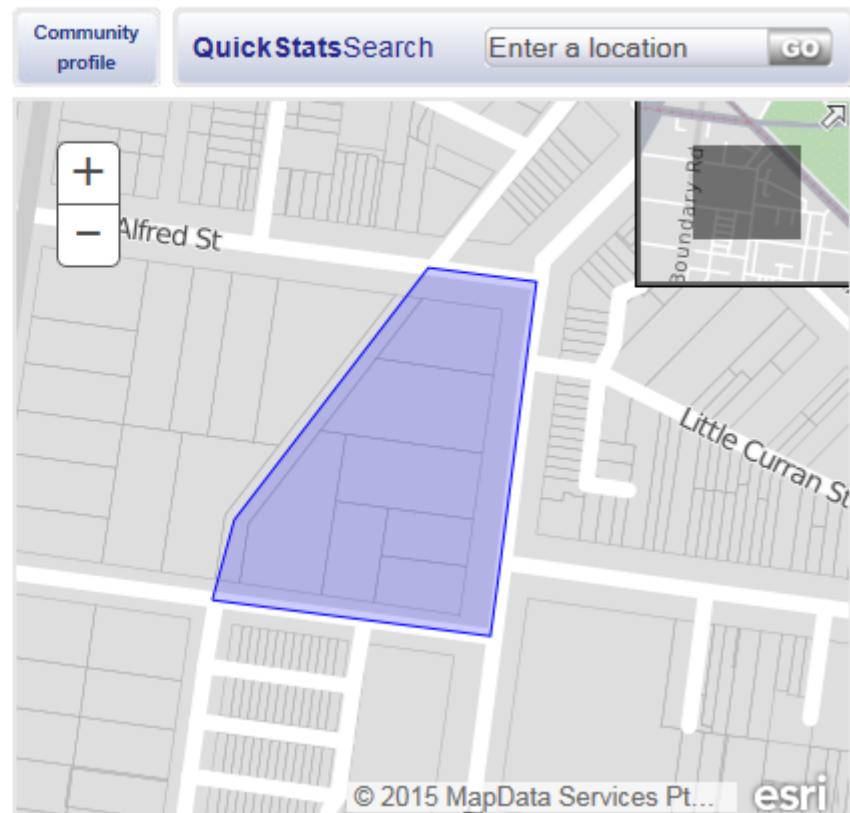 Community
profile
QuickStatsSearch
Enter a location
GO
+
−
Alfred St
Boundary Rd
Little Curran St
© 2015 MapData Services Pt...
esri